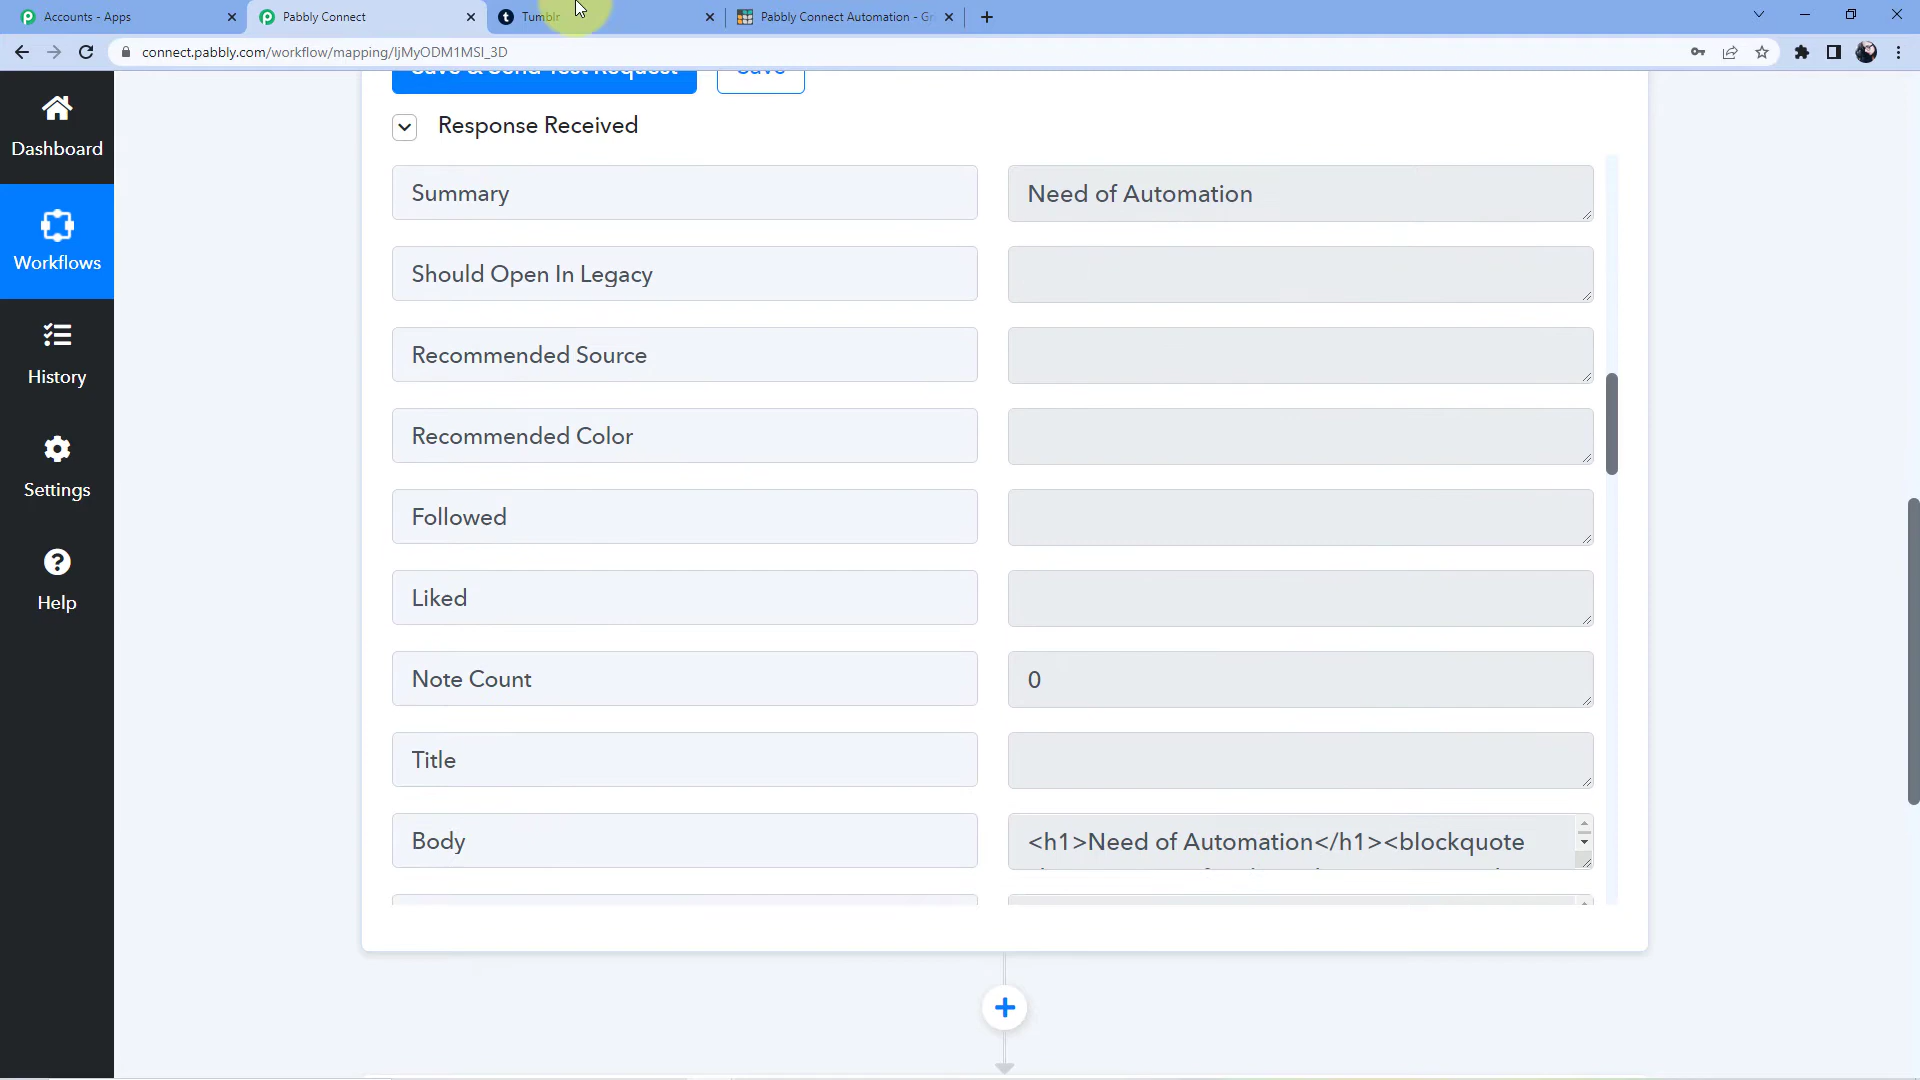 Accounts - Apps
Pabbly Connect
Tumblr
Pabbly Connect Automation - Gr
connect.pabbly.com/workflow/mapping/IjMyODM1MSI_3D
Save & Send Test Request
Save
Dashboard
Workflows
History
Settings
Help
Response Received
Summary
Need of Automation
Should Open In Legacy
Recommended Source
Recommended Color
Followed
Liked
Note Count
0
Title
Body
<h1>Need of Automation</h1><blockquote